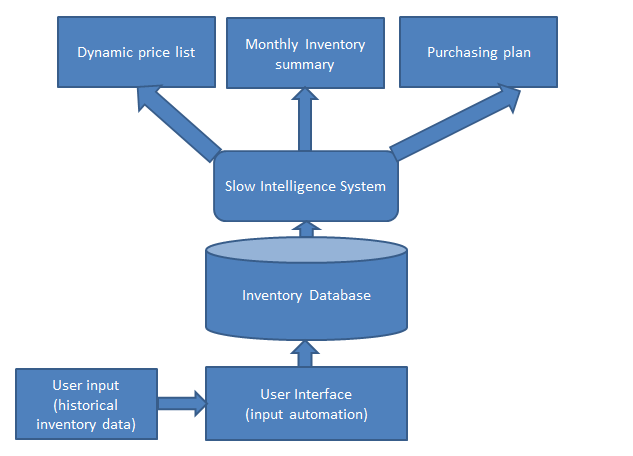 Dynamic price list
Monthly Inventory
summary
Purchasing plan
Slow Intelligence System
Inventory Database
User input
(historical
inventory data)
User Interface
(input automation)